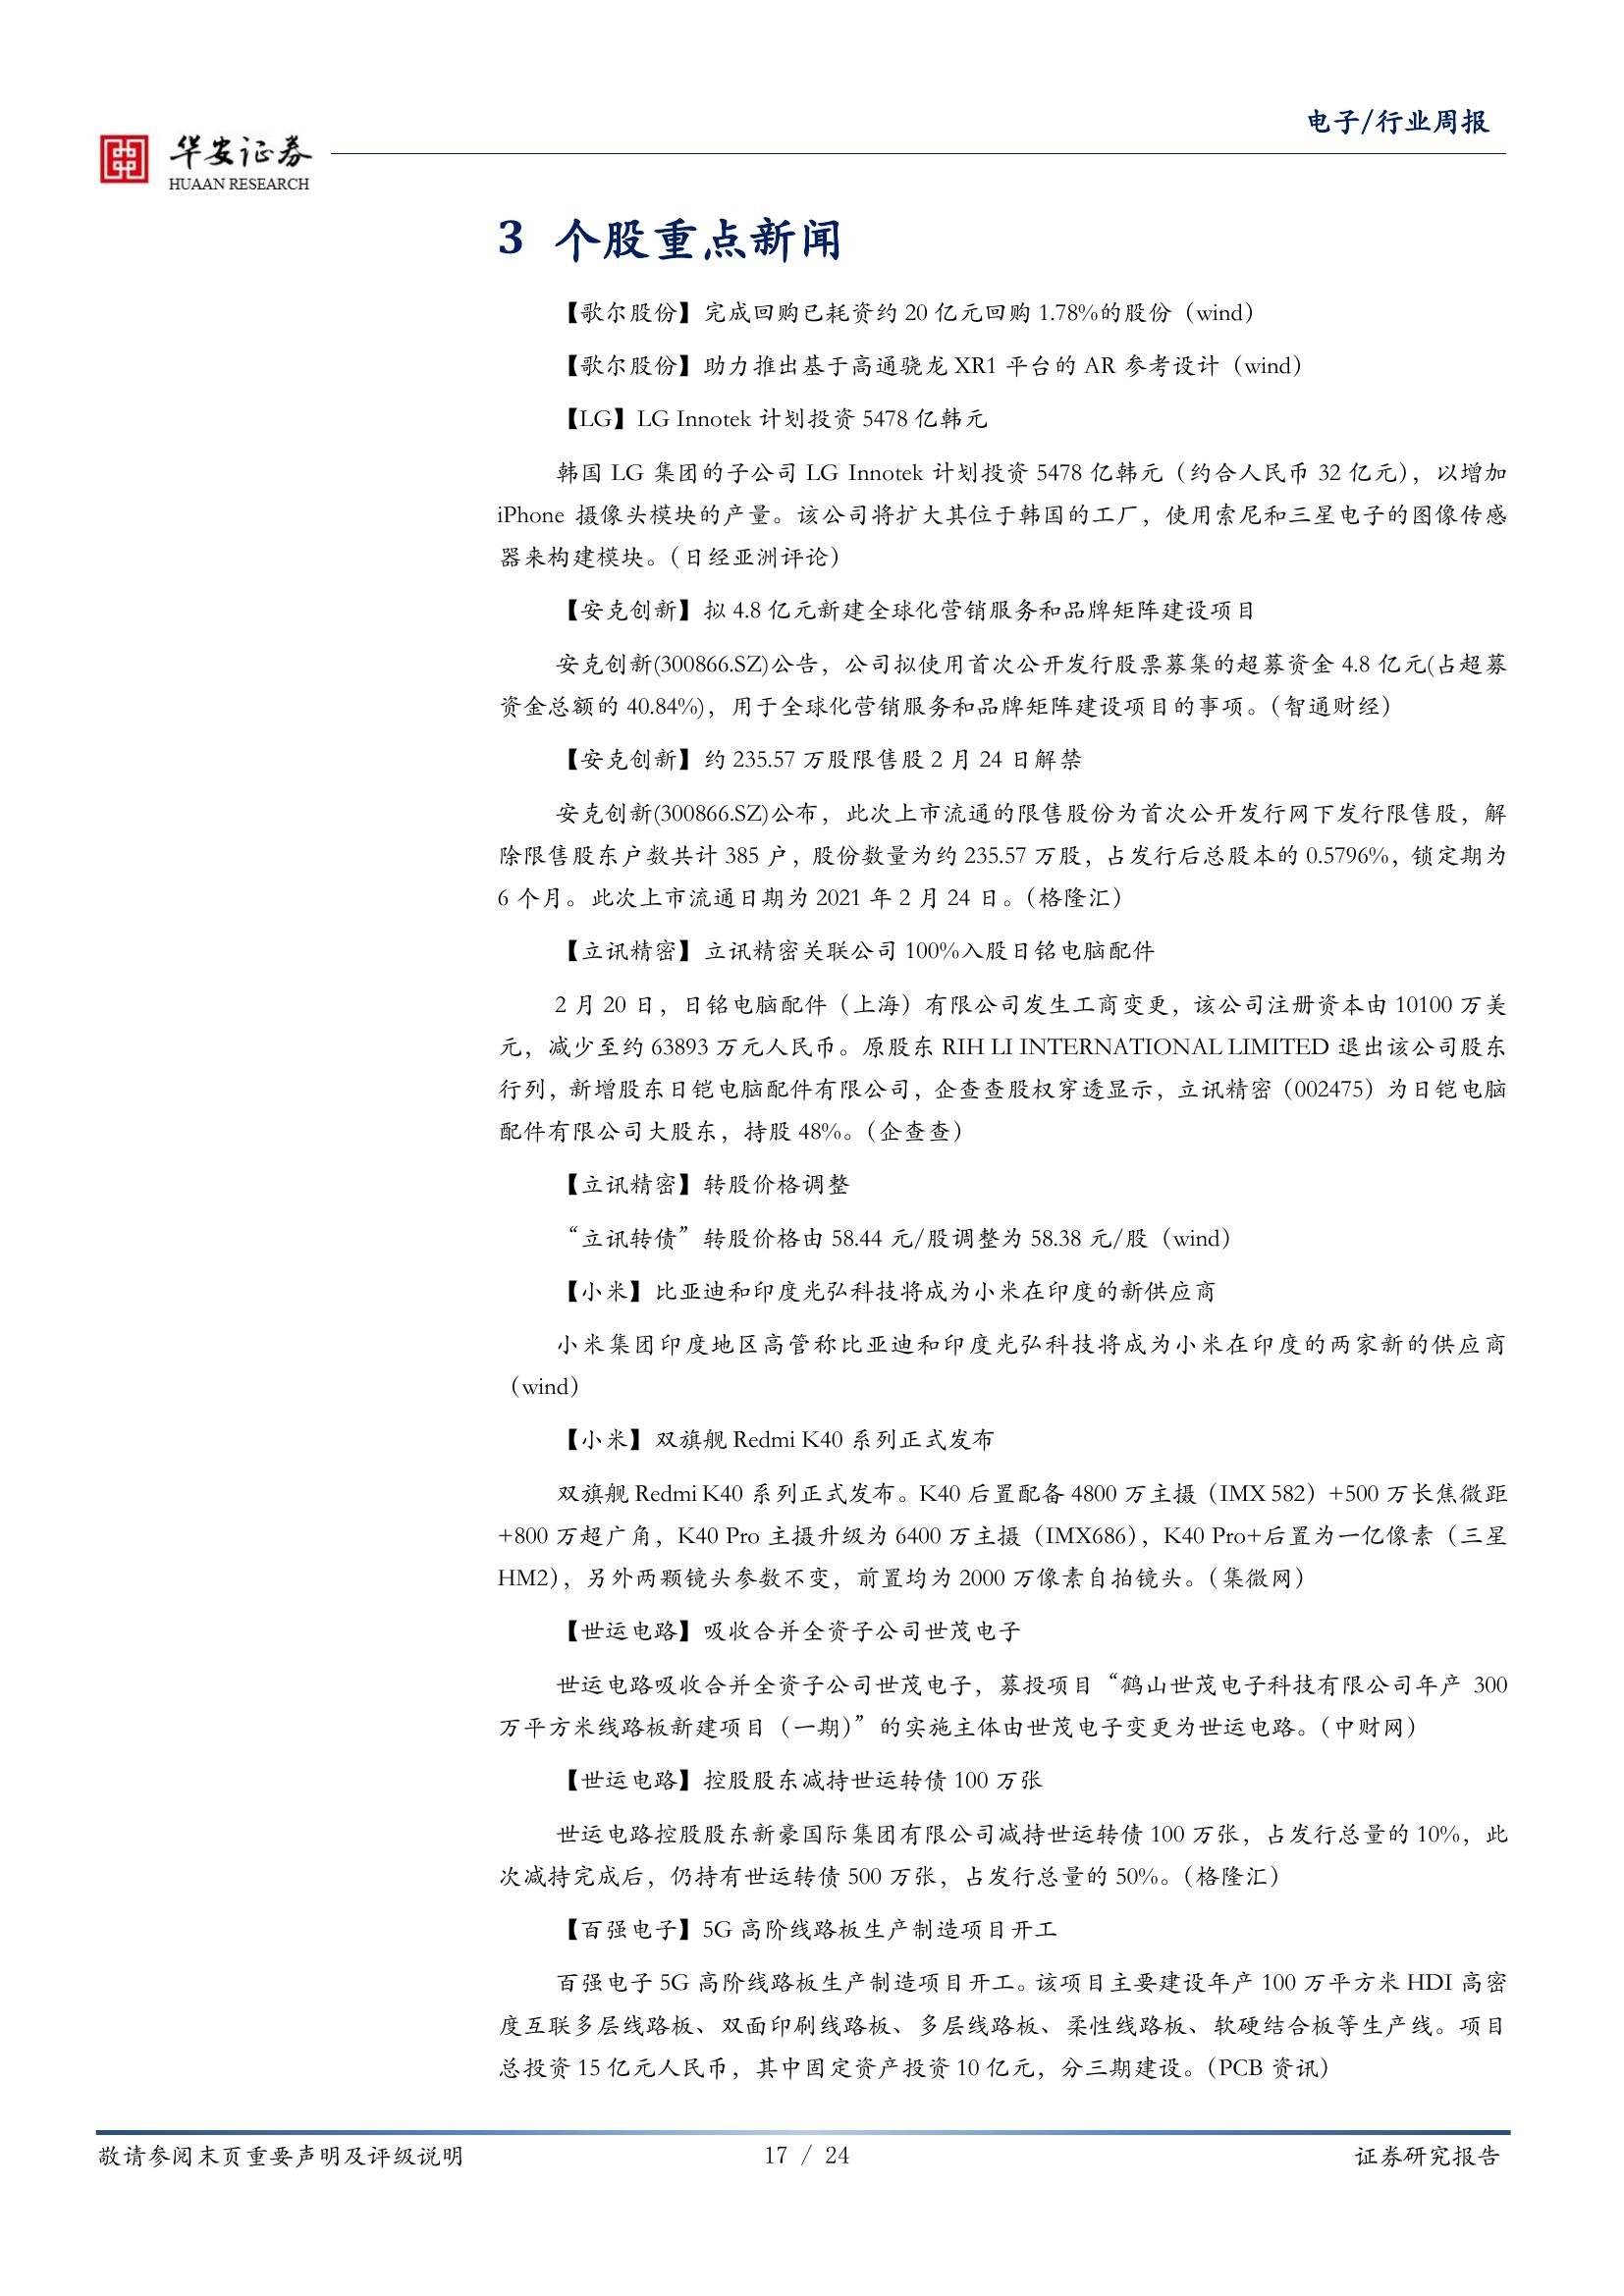 电子/行业周报
华安证券
HUAAN RESEARCH
3 个股重点新闻
【歌尔股份】完成回购已耗资约 20 亿元回购 1.78%的股份（wind）
【歌尔股份】助力推出基于高通骁龙 XR1 平台的 AR 参考设计（wind）
【LG】LG Innotek 计划投资 5478 亿韩元
韩国 LG 集团的子公司 LG Innotek 计划投资 5478 亿韩元（约合人民币 32 亿元），以增加
iPhone 摄像头模块的产量。该公司将扩大其位于韩国的工厂，使用索尼和三星电子的图像传感
器来构建模块。（日经亚洲评论）
【安克创新】拟 4.8 亿元新建全球化营销服务和品牌矩阵建设项目
安克创新(300866.SZ)公告，公司拟使用首次公开发行股票募集的超募资金 4.8 亿元(占超募
资金总额的 40.84%)，用于全球化营销服务和品牌矩阵建设项目的事项。（智通财经）
【安克创新】约 235.57 万股限售股 2 月 24 日解禁
安克创新(300866.SZ)公布，此次上市流通的限售股份为首次公开发行网下发行限售股，解
除限售股东户数共计 385 户，股份数量为约 235.57 万股，占发行后总股本的 0.5796%，锁定期为
6 个月。此次上市流通日期为 2021 年 2 月 24 日。（格隆汇）
【立讯精密】立讯精密关联公司 100%入股日铭电脑配件
2 月 20 日，日铭电脑配件（上海）有限公司发生工商变更，该公司注册资本由 10100 万美
元，减少至约 63893 万元人民币。原股东 RIH LI INTERNATIONAL LIMITED 退出该公司股东
行列，新增股东日铠电脑配件有限公司，企查查股权穿透显示，立讯精密（002475）为日铠电脑
配件有限公司大股东，持股 48%。（企查查）
【立讯精密】转股价格调整
“立讯转债”转股价格由 58.44 元/股调整为 58.38 元/股（wind）
【小米】比亚迪和印度光弘科技将成为小米在印度的新供应商
小米集团印度地区高管称比亚迪和印度光弘科技将成为小米在印度的两家新的供应商
（wind）
【小米】双旗舰 Redmi K40 系列正式发布
双旗舰 Redmi K40 系列正式发布。K40 后置配备 4800 万主摄（IMX 582）+500 万长焦微距
+800 万超广角，K40 Pro 主摄升级为 6400 万主摄（IMX686），K40 Pro+后置为一亿像素（三星
HM2），另外两颗镜头参数不变，前置均为 2000 万像素自拍镜头。（集微网）
【世运电路】吸收合并全资子公司世茂电子
世运电路吸收合并全资子公司世茂电子，募投项目“鹤山世茂电子科技有限公司年产 300
万平方米线路板新建项目（一期）”的实施主体由世茂电子变更为世运电路。（中财网）
【世运电路】控股股东减持世运转债 100 万张
世运电路控股股东新豪国际集团有限公司减持世运转债 100 万张，占发行总量的 10%，此
次减持完成后，仍持有世运转债 500 万张，占发行总量的 50%。（格隆汇）
【百强电子】5G 高阶线路板生产制造项目开工
百强电子 5G 高阶线路板生产制造项目开工。该项目主要建设年产 100 万平方米 HDI 高密
度互联多层线路板、双面印刷线路板、多层线路板、柔性线路板、软硬结合板等生产线。项目
总投资 15 亿元人民币，其中固定资产投资 10 亿元，分三期建设。（PCB 资讯）
敬请参阅末页重要声明及评级说明
17 / 24
证券研究报告